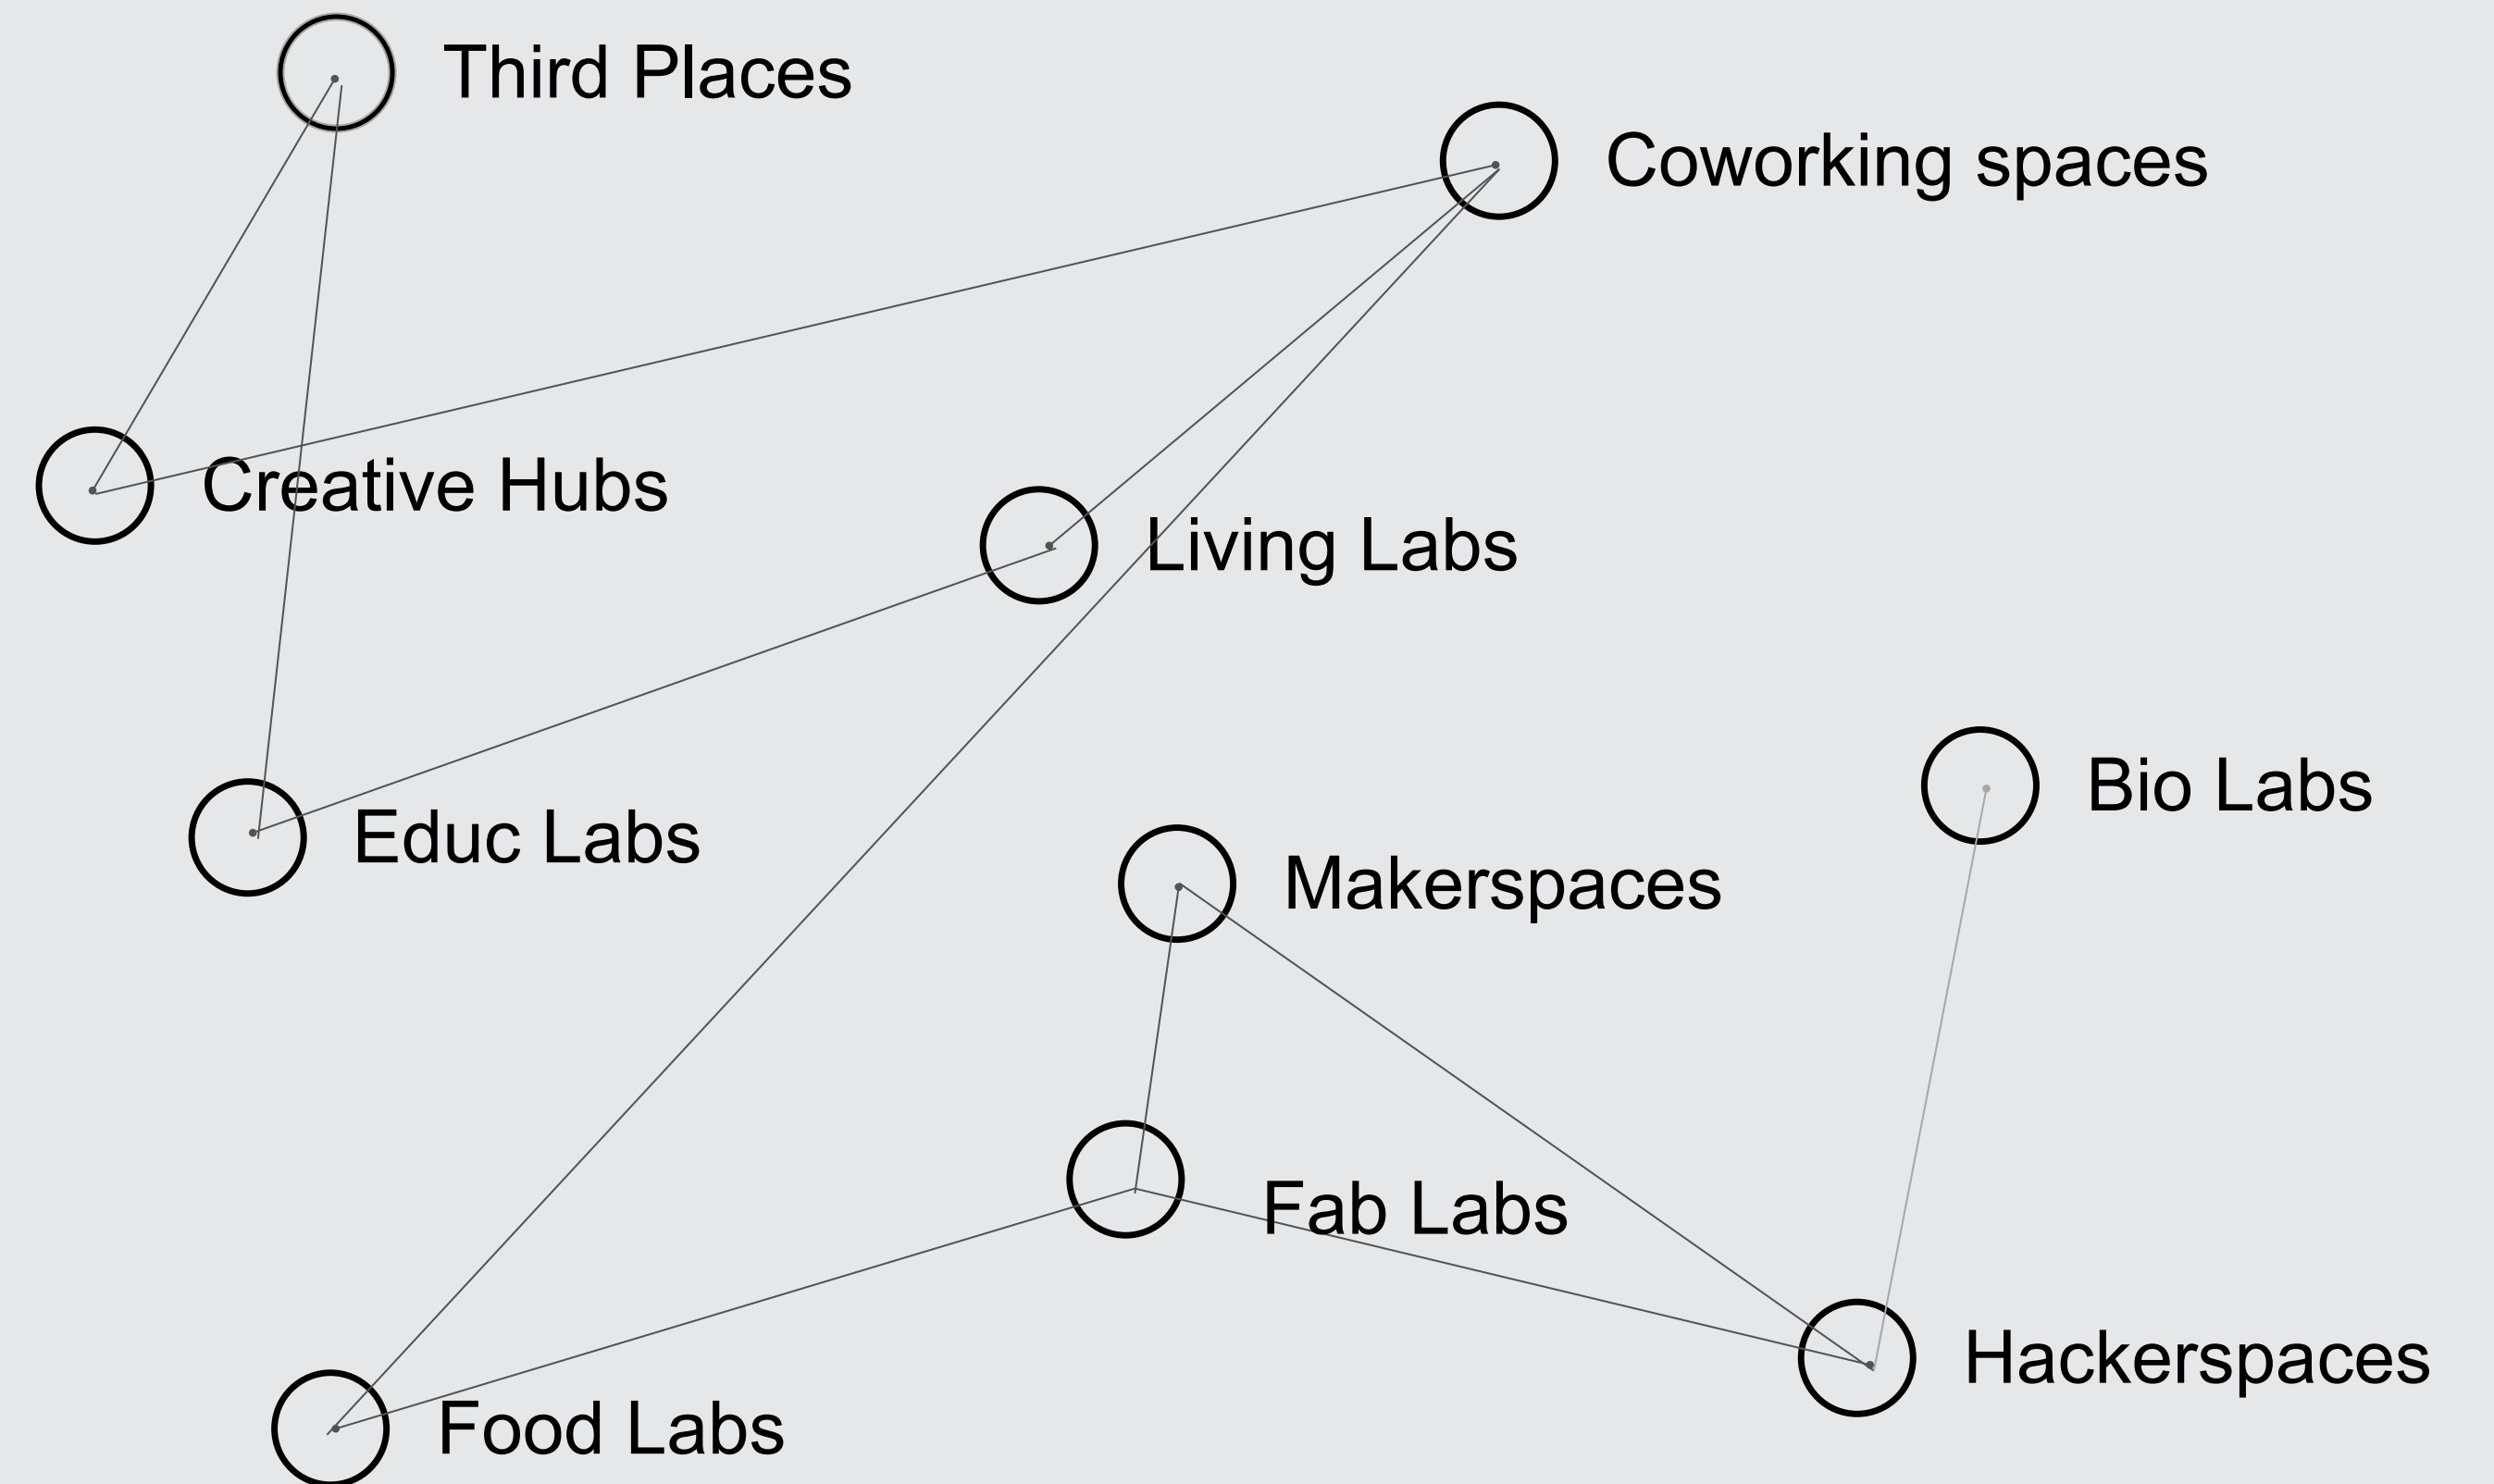 Third Places
Coworking spaces
Creative Hubs
Living Labs
Educ Labs
Bio Labs
Makerspaces
Fab Labs
Hackerspaces
Food Labs